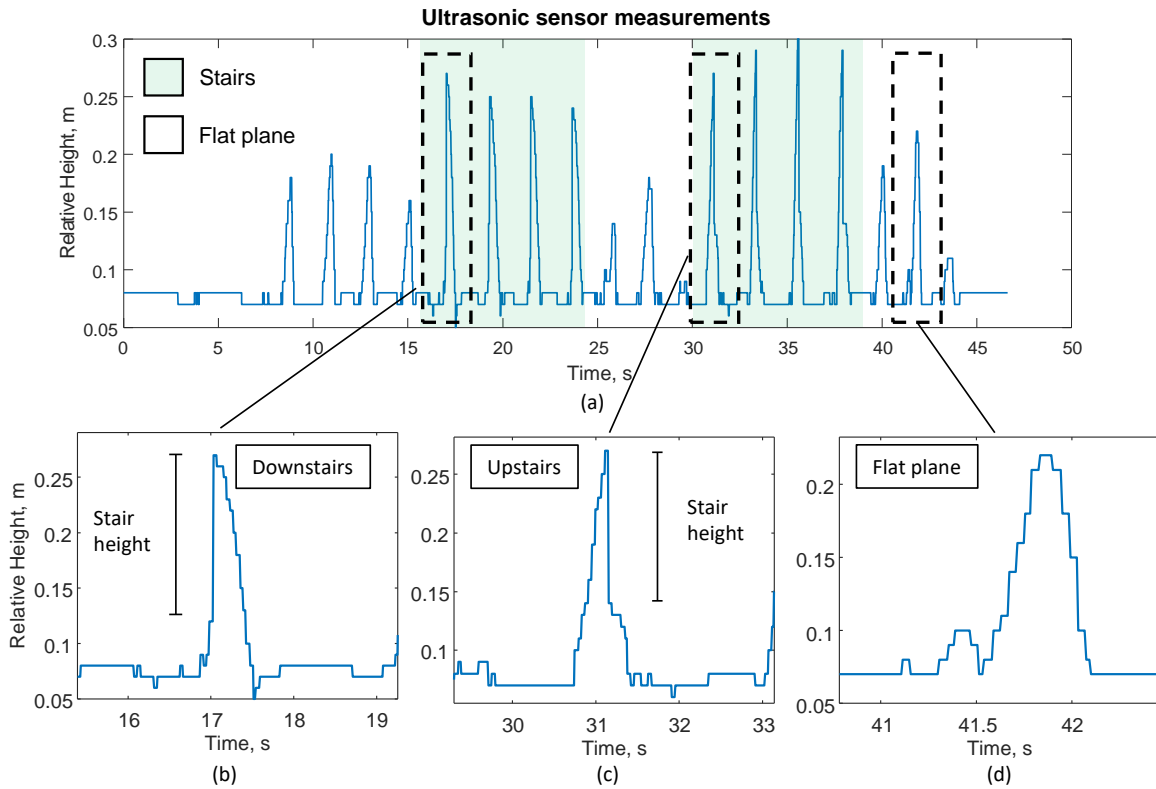 Ultrasonic sensor measurements
Relative Height, m
0.3
0.25
0.2
0.15
0.1
0.05
Stairs
Flat plane
0 5 10 15 20 25 30 35 40 45 50
Time, s
(a)
Relative Height, m
0.25
0.2
0.15
0.1
0.05
Downstairs
Stair
height
16 17 18 19
Time, s
(b)
0.25
0.2
0.15
0.1
Upstairs
Stair
height
30 31 32 33
Time, s
(c)
0.2
0.15
0.1
0.05
Flat plane
41 41.5 42
Time, s
(d)